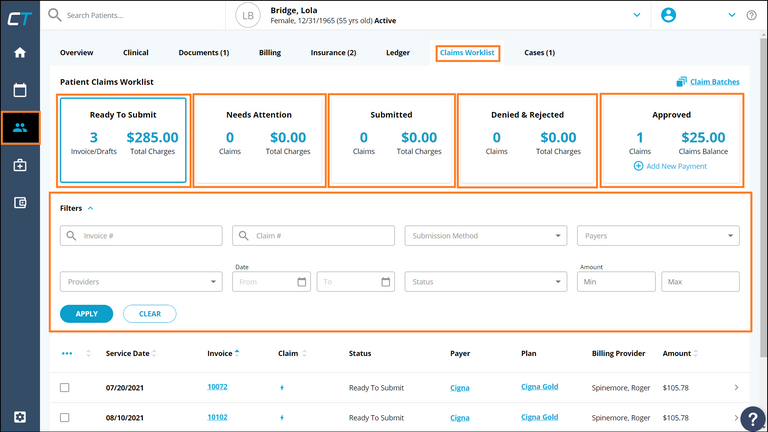 CT
Search Patients...
LB
Bridge, Lola
Female, 12/31/1965 (55 yrs old) Active
Overview Clinical Documents (1) Billing Insurance (2) Ledger Claims Worklist Cases (1)
Patient Claims Worklist
Claim Batches
Ready To Submit
3 $285.00
Invoice/Drafts Total Charges
Needs Attention
0 $0.00
Claims Total Charges
Submitted
0 $0.00
Claims Total Charges
Denied & Rejected
0 $0.00
Claims Total Charges
Approved
1 $25.00
Claims Claims Balance
Add New Payment
Filters
Invoice # Claim # Submission Method Payers
Date Amount
Providers From To Status Min Max
APPLY CLEAR
Service Date Invoice Claim Status Payer Plan Billing Provider Amount
07/20/2021 10072 Ready To Submit Cigna Cigna Gold Spinemore, Roger $105.78
08/10/2021 10102 Ready To Submit Cigna Cigna Gold Spinemore, Roger $105.78